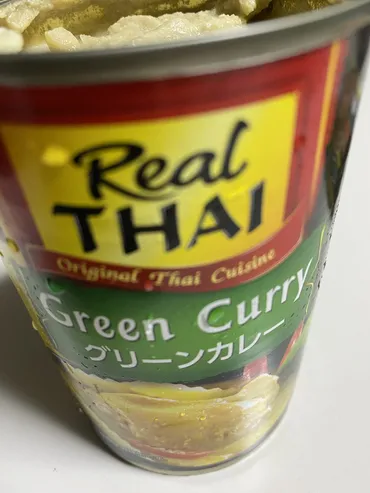 Real
THAI
Original Thai Cuisine
Green Curry
グリーンカレー